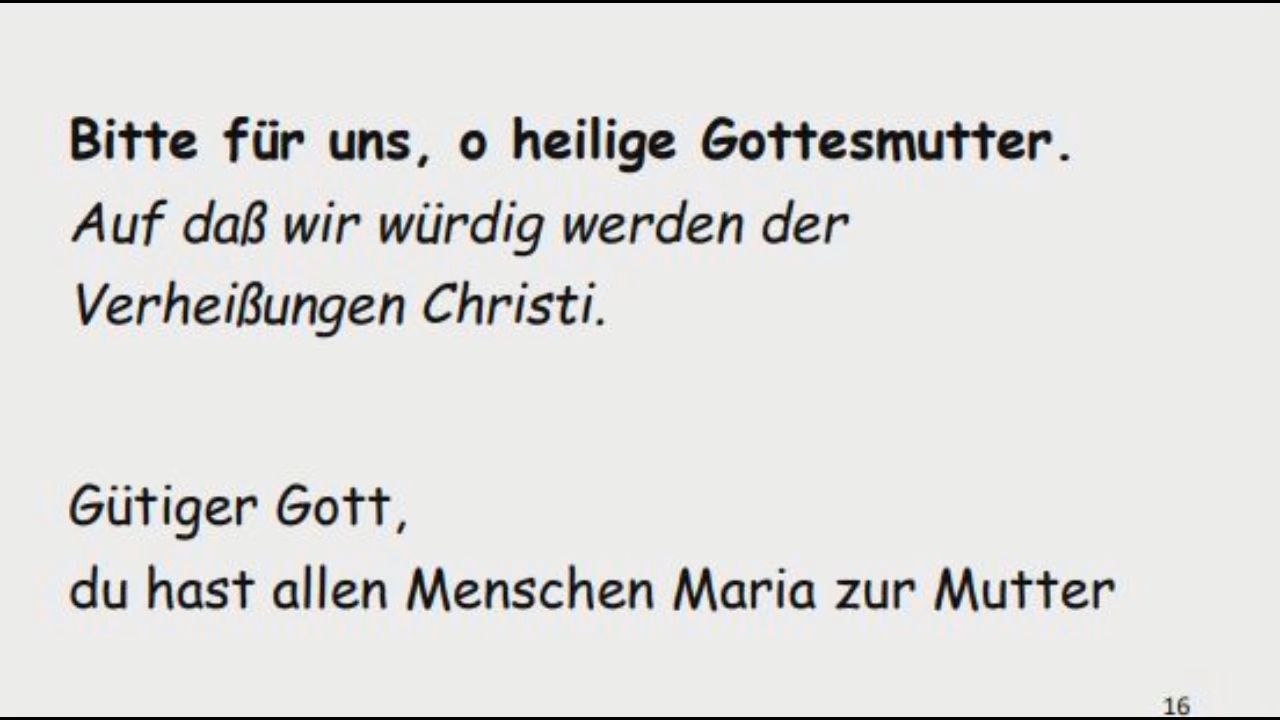 Bitte für uns, o heilige Gottesmutter.
Auf daß wir würdig werden der
Verheißungen Christi.
Gütiger Gott,
du hast allen Menschen Maria zur Mutter
16